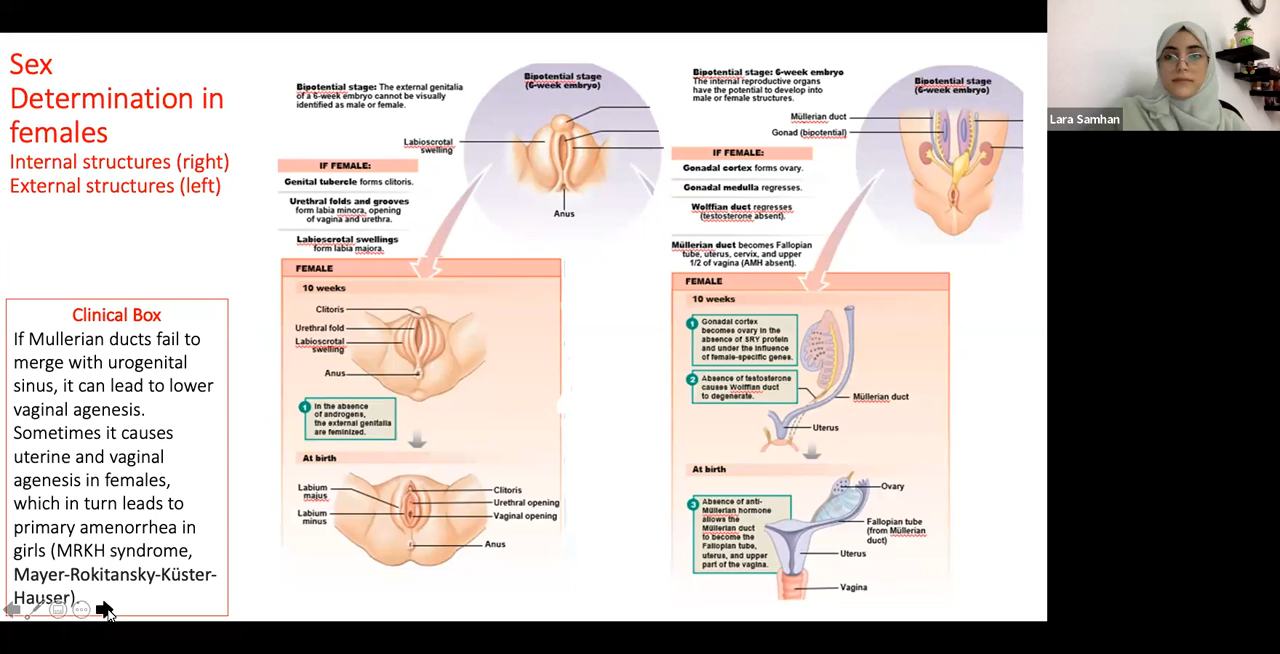 Sex
Determination in
females
Internal structures (right)
External structures (left)
Clinical Box
If Mullerian ducts fail to
merge with urogenital
sinus, it can lead to lower
vaginal agenesis.
Sometimes it causes
uterine and vaginal
agenesis in females,
which in turn leads to
primary amenorrhea in
girls (MRKH syndrome,
Mayer-Rokitansky-Küster-
Hauser).
Bipotential stage: The external genitalia
of a 6-week embryo cannot be visually
identified as male or female.
Bipotential stage
(6-week embryo)
Labioscrotal
swelling
Anus
IF FEMALE:
Genital tubercle forms clitoris.
Urethral folds and grooves
form labia minora, opening
of vagina and urethra.
Labioscrotal swellings
form labia majora.
FEMALE
10 weeks
Clitoris
Urethral fold
Labioscrotal
swelling
Anus
1 In the absence
of androgens,
the external genitalia
are feminized.
At birth
Labium
majus
Labium
minus
Clitoris
Urethral opening
Vaginal opening
Anus
Bipotential stage: 6-week embryo
The internal reproductive organs
have the potential to develop into
male or female structures.
Bipotential stage
(6-week embryo)
Müllerian duct
Gonad (bipotential)
IF FEMALE:
Gonadal cortex forms ovary.
Gonadal medulla regresses.
Wolffian duct regresses
(testosterone absent).
Müllerian duct becomes Fallopian
tube, uterus, cervix, and upper
1/2 of vagina (AMH absent).
FEMALE
10 weeks
1 Gonadal cortex
becomes ovary in the
absence of SRY protein
and under the influence
of female-specific genes.
2 Absence of testosterone
causes Wolffian duct
to degenerate.
Müllerian duct
Uterus
At birth
3 Absence of anti-
Müllerian hormone
allows the
Müllerian duct
to become the
Fallopian tube,
uterus, and upper
part of the vagina.
Ovary
Fallopian tube
(from Müllerian
duct)
Uterus
Vagina
Lara Samhan